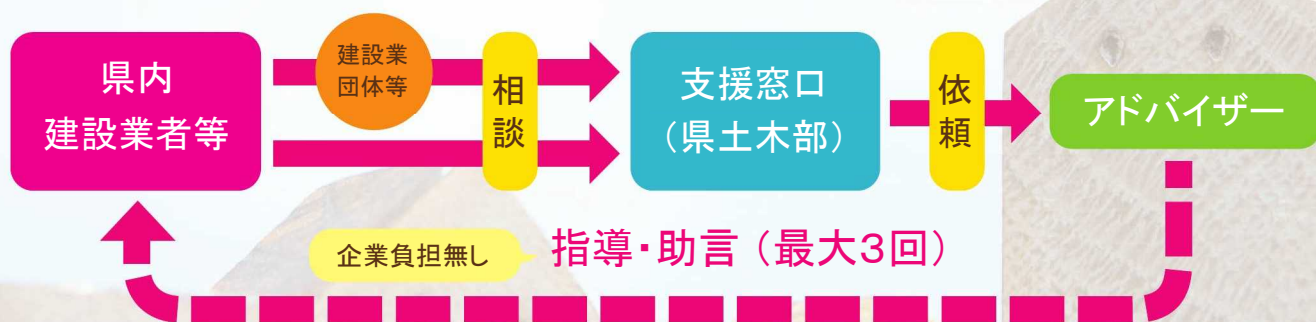 県内
建設業者等
建設業
団体等
相談
支援窓口
（県土木部）
依頼
アドバイザー
企業負担無し
指導・助言（最大３回）